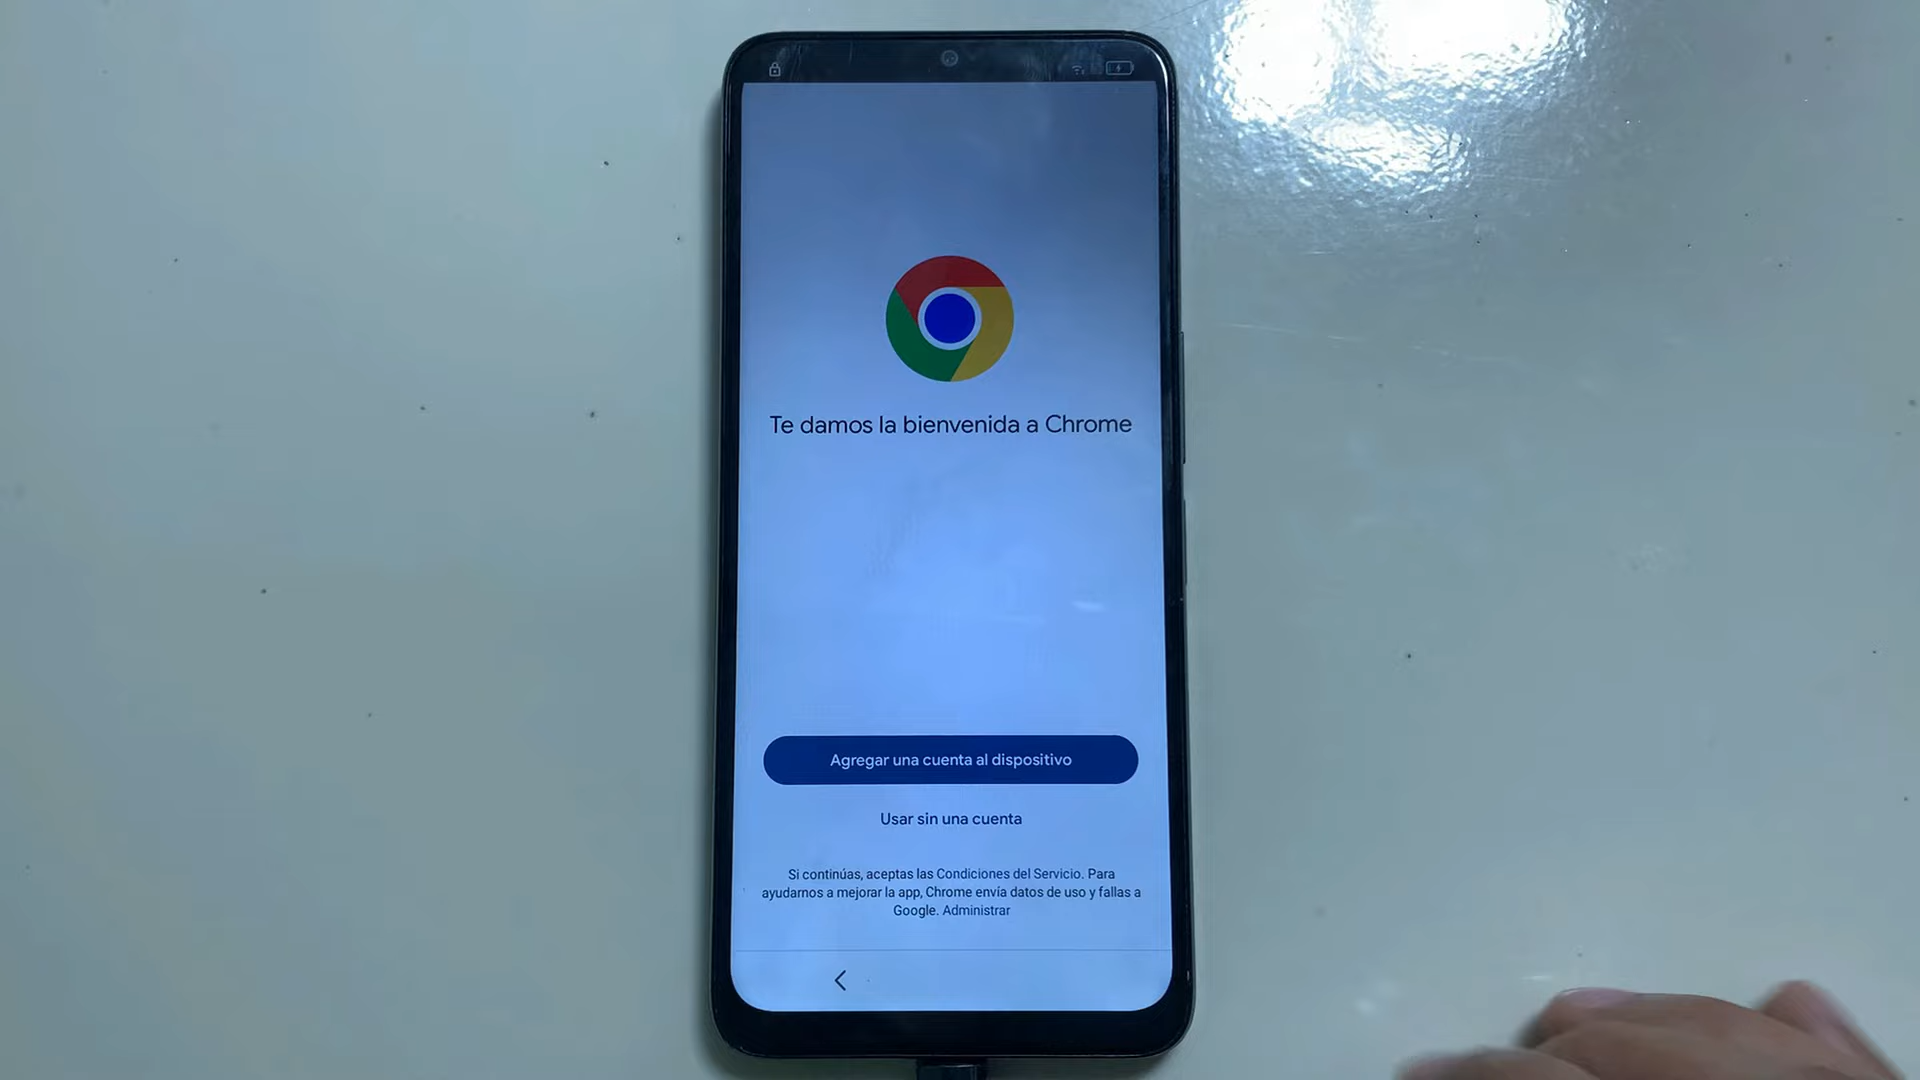 Te damos la bienvenida a Chrome
Agregar una cuenta al dispositivo
Usar sin una cuenta
Si continúas, aceptas las Condiciones del Servicio. Para
ayudarnos a mejorar la app, Chrome envía datos de uso y fallas a
Google. Administrar